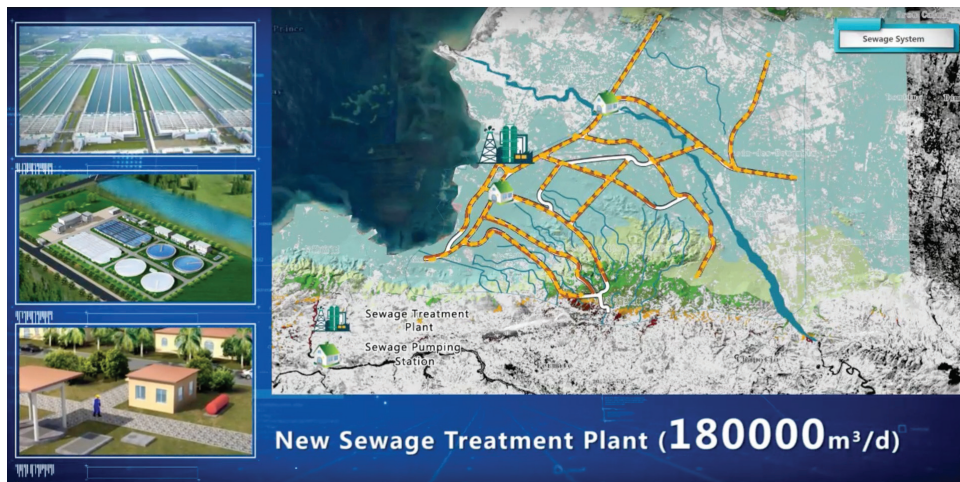 Sewage System
Sewage Treatment
Plant
Sewage Pumping
Station
New Sewage Treatment Plant (180000m³/d)